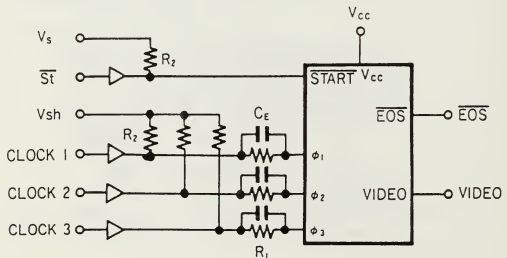 Vcc
Vs
R2
St
START Vcc
Vsh
CE
EOS EOS
R2
CLOCK 1 ϕ1
CLOCK 2 ϕ2 VIDEO VIDEO
CLOCK 3 ϕ3
R1